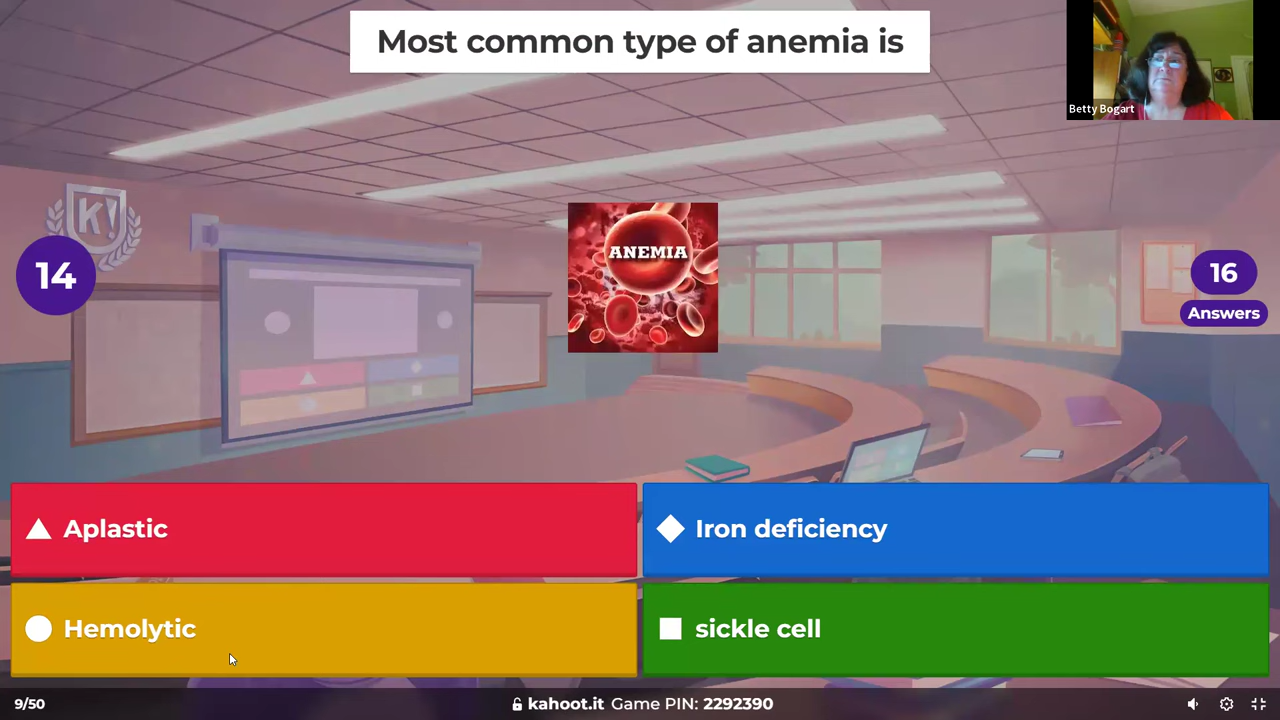 Most common type of anemia is
Betty Bogart
K!
ANEMIA
14
16
Answers
Aplastic
Iron deficiency
Hemolytic
sickle cell
9/50
kahoot.it Game PIN: 2292390